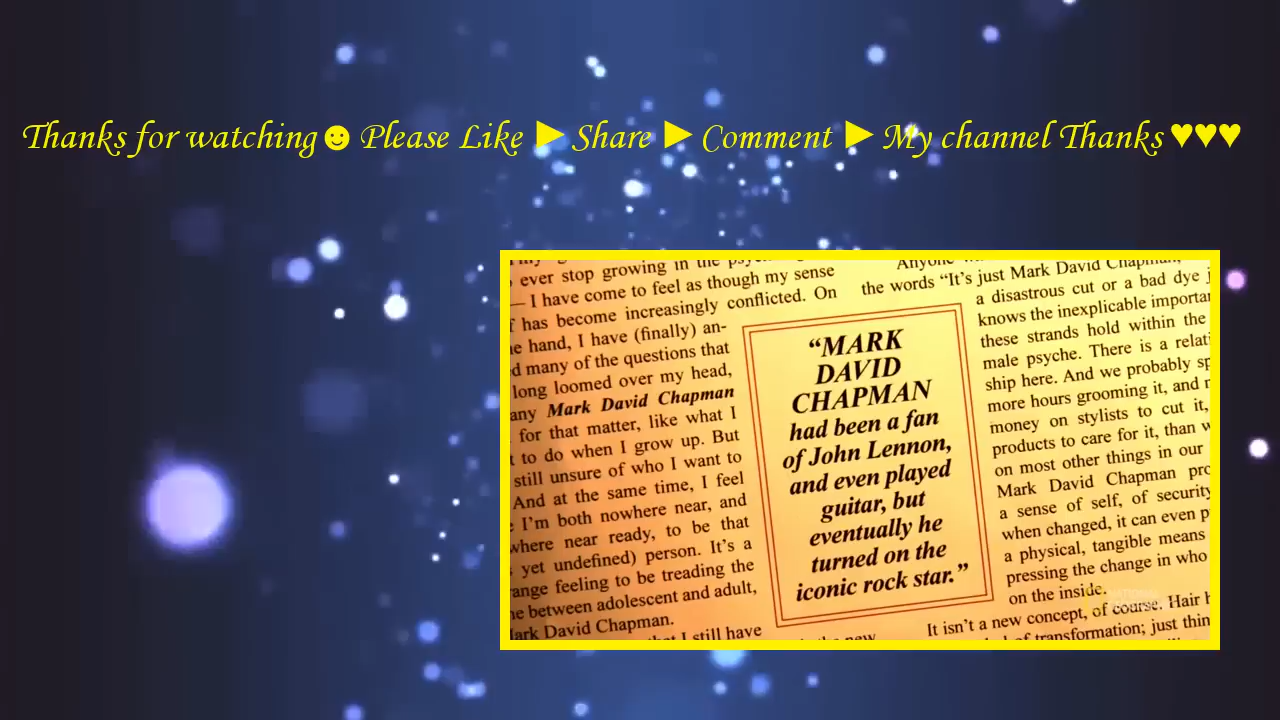 Thanks for watching☻Please Like ►Share ►Comment ►My channel Thanks♥♥♥
ever stop growing in the
— I have come to feel as though my sense
has become increasingly conflicted. On
hand, I have (finally) an-
many of the questions that
long loomed over my head,
any Mark David Chapman
for that matter, like what I
to do when I grow up. But
still unsure of who I want to
And at the same time, I feel
I'm both nowhere near, and
where near ready, to be that
yet undefined) person. It's a
ange feeling to be treading the
between adolescent and adult,
Mark David Chapman.
that I still have
the new
“MARK
DAVID
CHAPMAN
had been a fan
of John Lennon,
and even played
guitar, but
eventually he
turned on the
iconic rock star.”
Anyone
the words “It's just Mark David Chapman,
a disastrous cut or a bad dye
knows the inexplicable importan
these strands hold within the
male psyche. There is a relati
ship here. And we probably sp
more hours grooming it, and
money on stylists to cut it,
products to care for it, than
on most other things in our
Mark David Chapman pro
a sense of self, of security
when changed, it can even p
a physical, tangible means
pressing the change in who
on the inside.
It isn't a new concept, of course. Hair
of transformation; just thin
NATIONAL